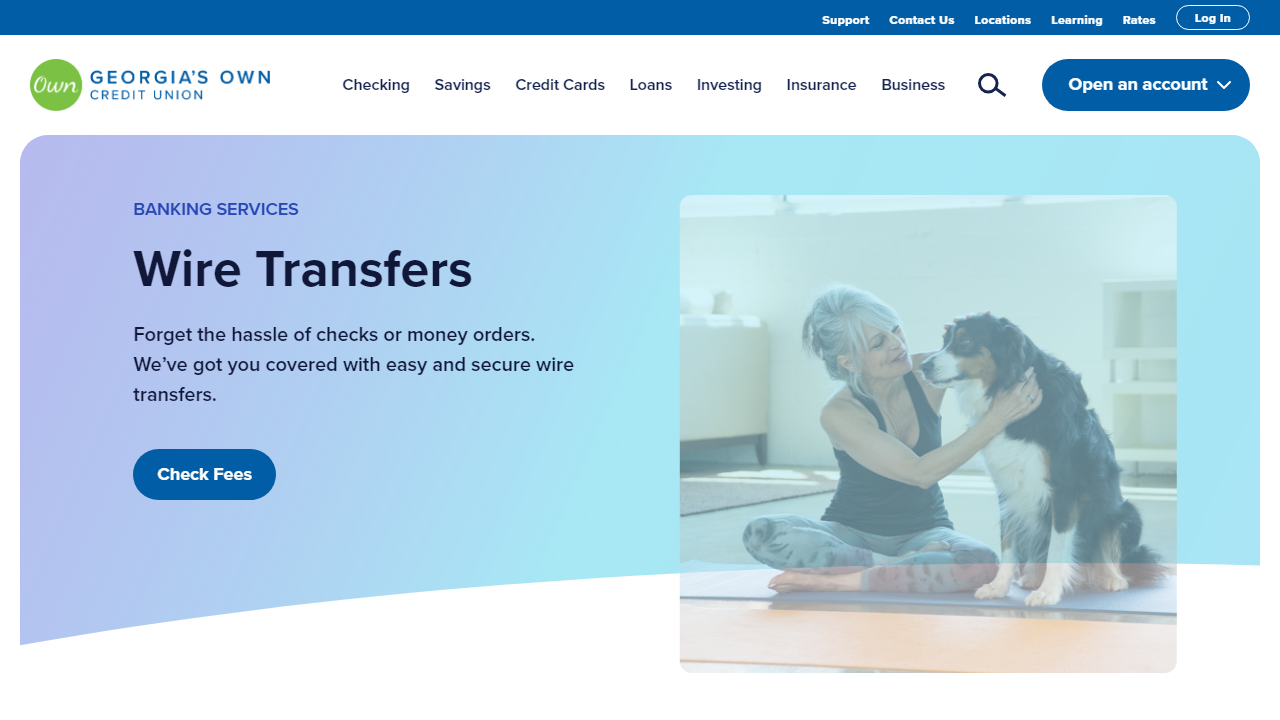 Support Contact Us Locations Learning Rates Log In
Own GEORGIA'S OWN
CREDIT UNION
Checking Savings Credit Cards Loans Investing Insurance Business Open an account
BANKING SERVICES
Wire Transfers
Forget the hassle of checks or money orders.
We’ve got you covered with easy and secure wire
transfers.
Check Fees